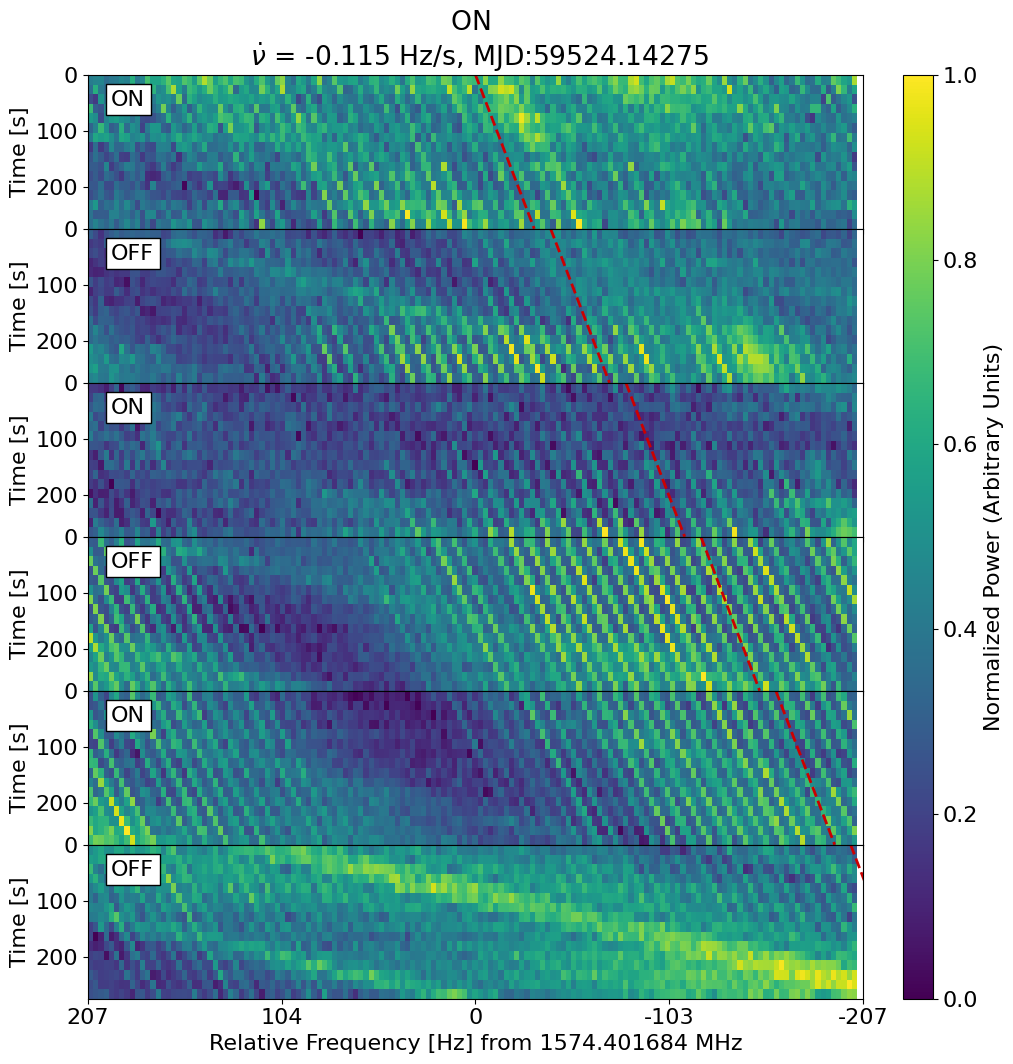 ON
ν̇ = -0.115 Hz/s, MJD:59524.14275
0
ON
100
200
Time [s]
0
OFF
100
200
Time [s]
0
ON
100
200
Time [s]
0
OFF
100
200
Time [s]
0
ON
100
200
Time [s]
0
OFF
100
200
Time [s]
207 104 0 -103 -207
Relative Frequency [Hz] from 1574.401684 MHz
1.0
0.8
0.6
0.4
0.2
0.0
Normalized Power (Arbitrary Units)